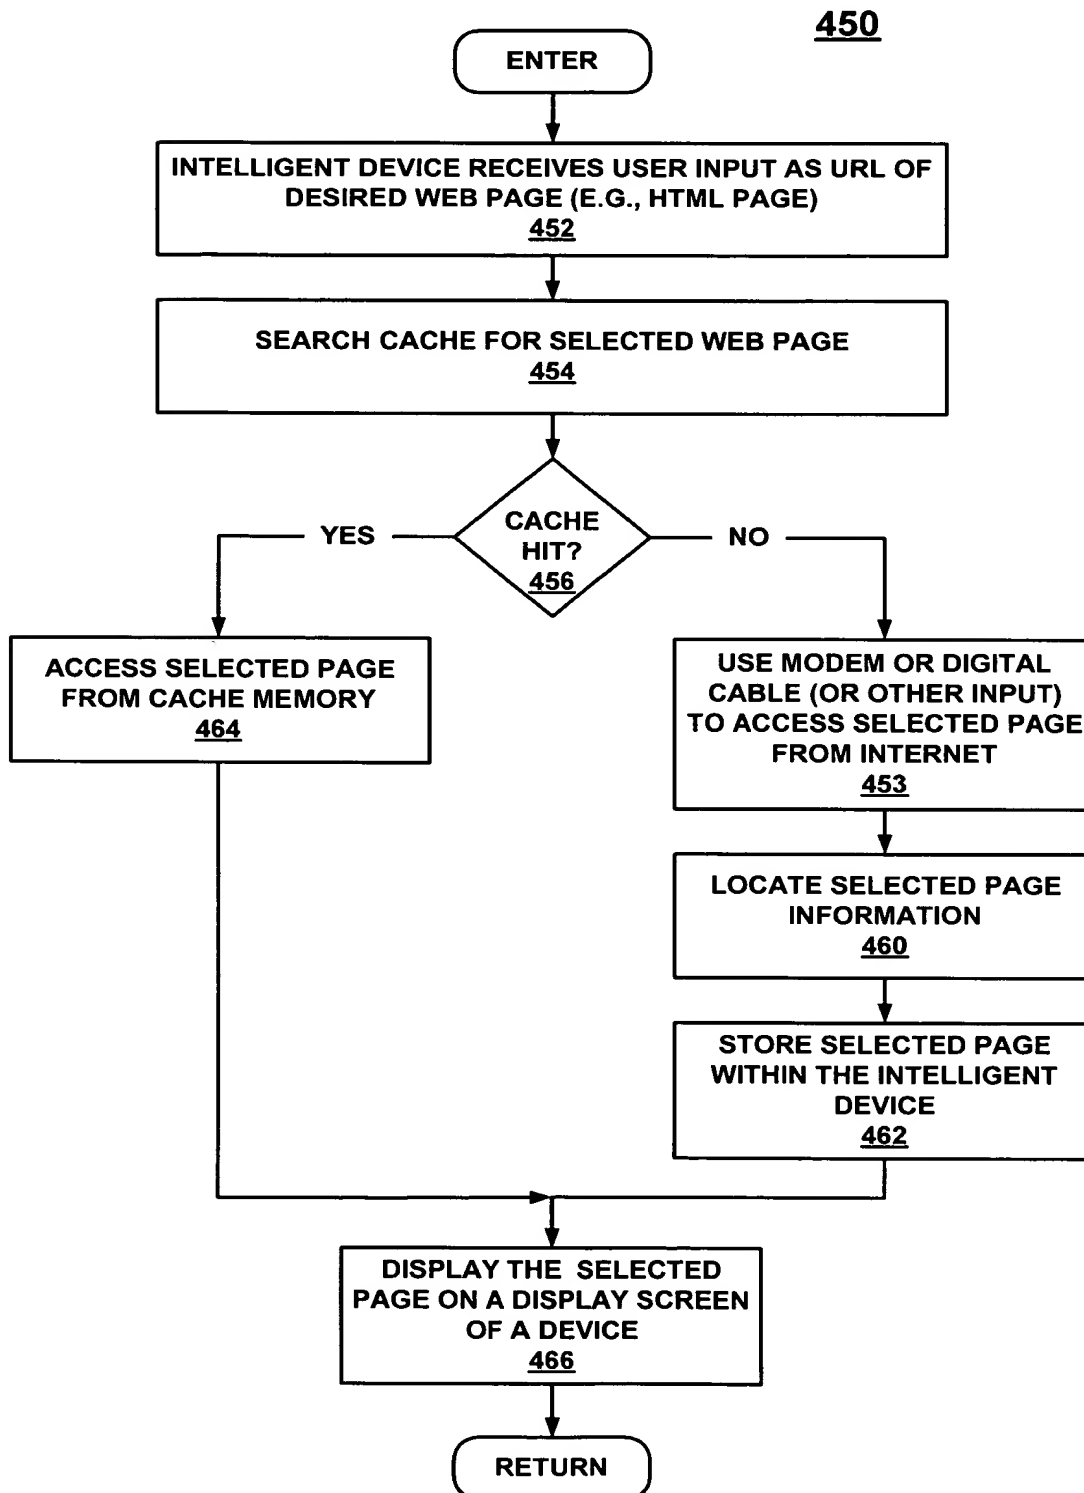 450
ENTER
INTELLIGENT DEVICE RECEIVES USER INPUT AS URL OF
DESIRED WEB PAGE (E.G., HTML PAGE)
452
SEARCH CACHE FOR SELECTED WEB PAGE
454
CACHE
HIT?
456
YES
NO
ACCESS SELECTED PAGE
FROM CACHE MEMORY
464
USE MODEM OR DIGITAL
CABLE (OR OTHER INPUT)
TO ACCESS SELECTED PAGE
FROM INTERNET
453
LOCATE SELECTED PAGE
INFORMATION
460
STORE SELECTED PAGE
WITHIN THE INTELLIGENT
DEVICE
462
DISPLAY THE SELECTED
PAGE ON A DISPLAY SCREEN
OF A DEVICE
466
RETURN